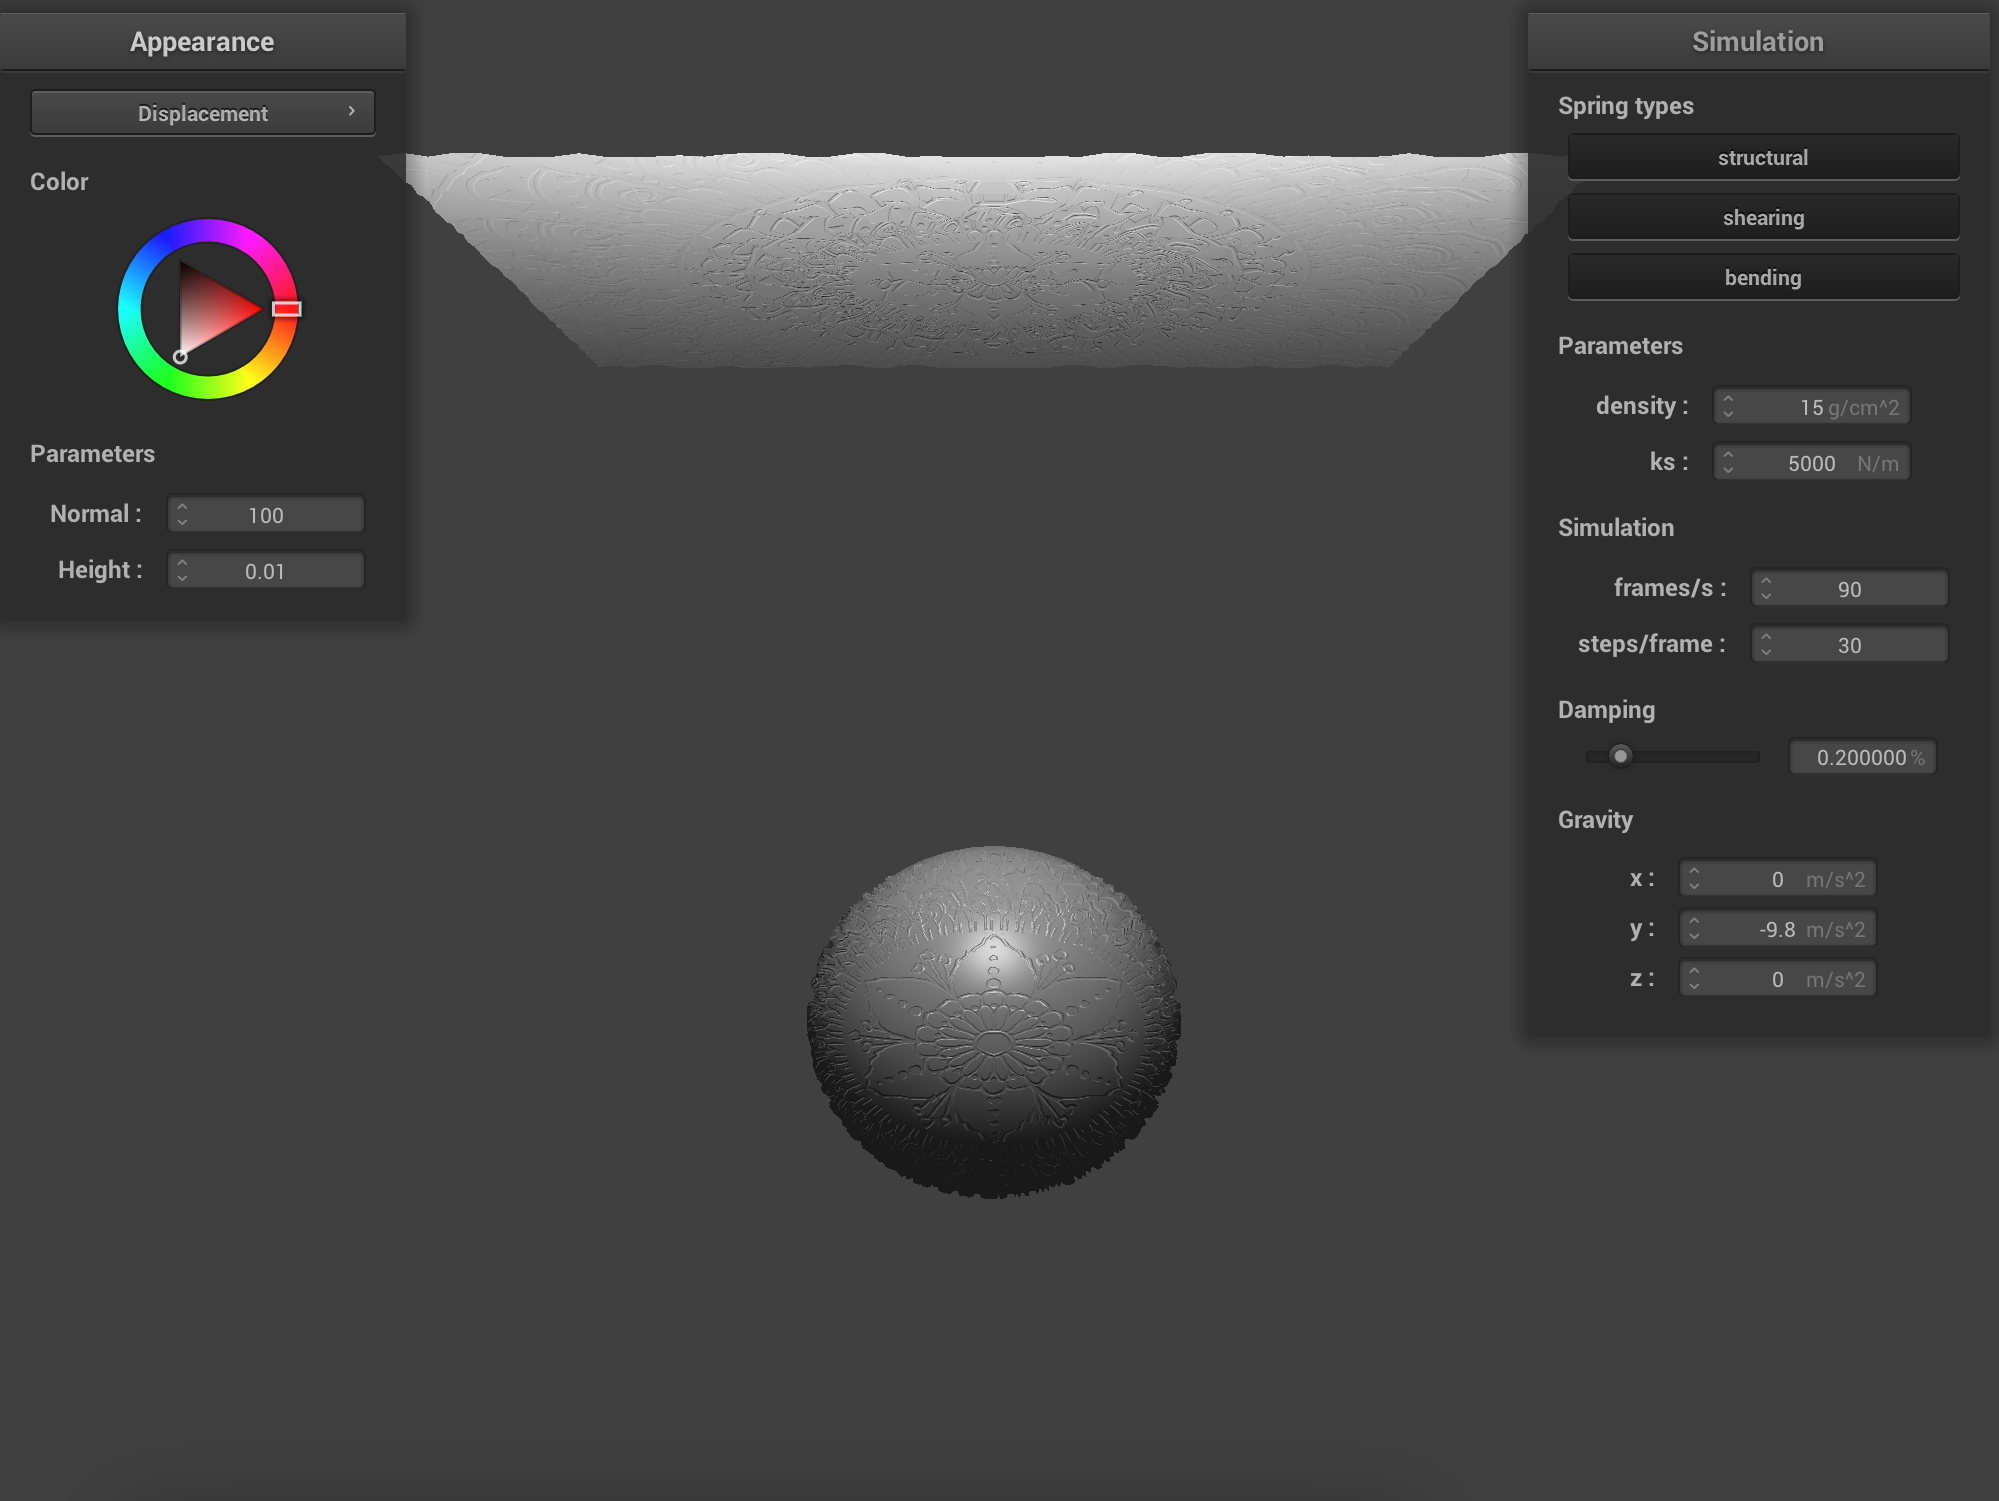 Appearance
Displacement
Color
Parameters
Normal : 100
Height : 0.01
Simulation
Spring types
structural
shearing
bending
Parameters
density : 15 g/cm^2
ks : 5000 N/m
Simulation
frames/s : 90
steps/frame : 30
Damping
0.200000 %
Gravity
x : 0 m/s^2
y : -9.8 m/s^2
z : 0 m/s^2